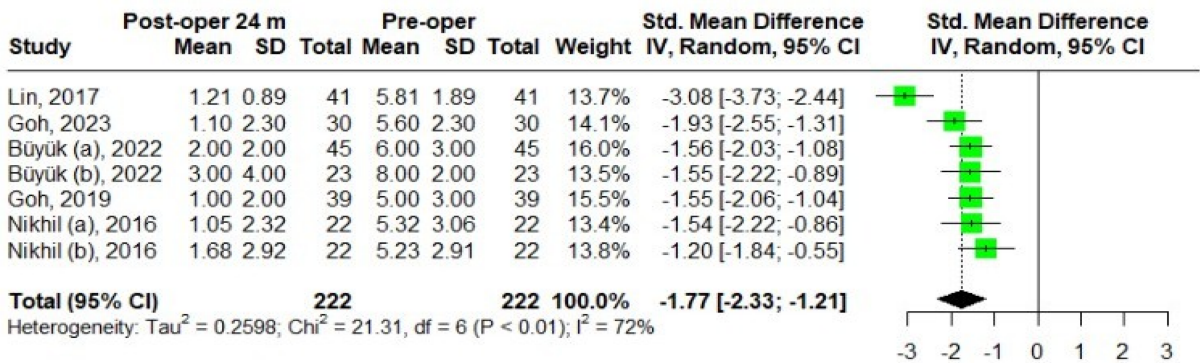 Post-oper 24 m Pre-oper Std. Mean Difference Std. Mean Difference
Study Mean SD Total Mean SD Total Weight IV, Random, 95% CI IV, Random, 95% CI
Lin, 2017 1.21 0.89 41 5.81 1.89 41 13.7% -3.08 [-3.73; -2.44]
Goh, 2023 1.10 2.30 30 5.60 2.30 30 14.1% -1.93 [-2.55; -1.31]
Büyük (a), 2022 2.00 2.00 45 6.00 3.00 45 16.0% -1.56 [-2.03; -1.08]
Büyük (b), 2022 3.00 4.00 23 8.00 2.00 23 13.5% -1.55 [-2.22; -0.89]
Goh, 2019 1.00 2.00 39 5.00 3.00 39 15.5% -1.55 [-2.06; -1.04]
Nikhil (a), 2016 1.05 2.32 22 5.32 3.06 22 13.4% -1.54 [-2.22; -0.86]
Nikhil (b), 2016 1.68 2.92 22 5.23 2.91 22 13.8% -1.20 [-1.84; -0.55]
Total (95% CI) 222 222 100.0% -1.77 [-2.33; -1.21]
Heterogeneity: Tau² = 0.2598; Chi² = 21.31, df = 6 (P < 0.01); I² = 72%
-3 -2 -1 0 1 2 3